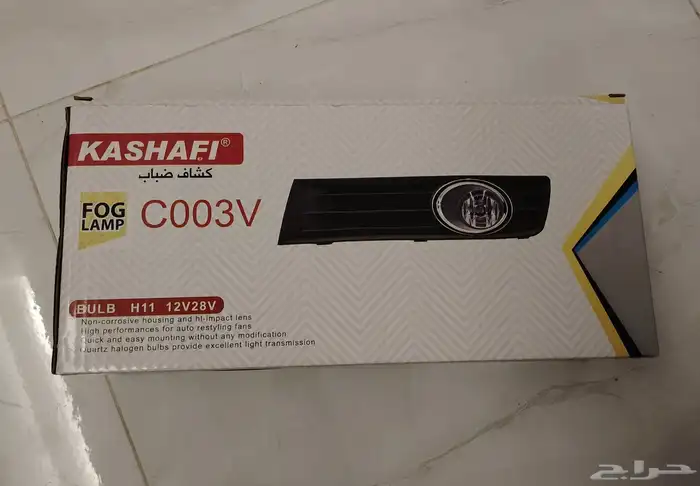 KASHAFI®
كشاف ضباب
FOG
LAMP
C003V
BULB H11 12V28V
Non-corrosive housing and hi-impact lens
High performances for auto restyling fans
Quick and easy mounting without any modification
Quartz halogen bulbs provide excellent light transmission
حراج